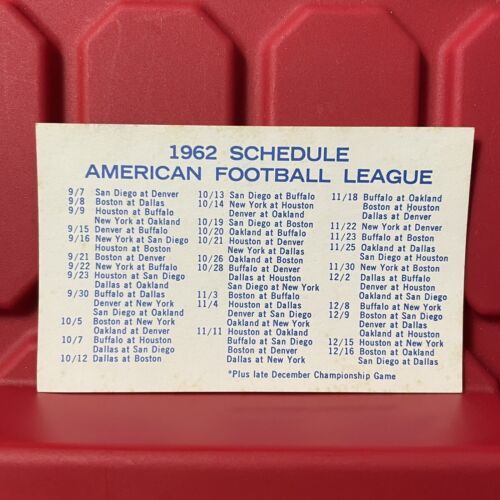 1962 SCHEDULE
AMERICAN FOOTBALL LEAGUE
9/7 San Diego at Denver
9/8 Boston at Dallas
9/9 Houston at Buffalo
New York at Oakland
9/15 Denver at Buffalo
9/16 New York at San Diego
Houston at Boston
9/21 Boston at Denver
9/22 New York at Buffalo
9/23 Houston at San Diego
Dallas at Oakland
9/30 Buffalo at Dallas
Denver at New York
San Diego at Oakland
10/5 Boston at New York
Oakland at Denver
10/7 Buffalo at Houston
Dallas at San Diego
10/12 Dallas at Boston
10/13 San Diego at Buffalo
10/14 New York at Houston
Denver at Oakland
10/19 San Diego at Boston
10/20 Oakland at Buffalo
10/21 Houston at Denver
New York at Dallas
10/26 Oakland at Boston
10/28 Buffalo at Denver
Dallas at Houston
San Diego at New York
11/3 Boston at Buffalo
11/4 Houston at Dallas
Denver at San Diego
Oakland at New York
11/11 Houston at Oakland
Buffalo at San Diego
Boston at Denver
Dallas at New York
11/18 Buffalo at Oakland
Boston at Houston
Dallas at Denver
11/22 New York at Denver
11/23 Buffalo at Boston
11/25 Oakland at Dallas
San Diego at Houston
11/30 New York at Boston
12/2 Dallas at Buffalo
Denver at Houston
Oakland at San Diego
12/8 Buffalo at New York
12/9 Boston at San Diego
Houston at Oakland
Denver at Dallas
12/15 Houston at New York
12/16 Boston at Oakland
San Diego at Dallas
*Plus late December Championship Game